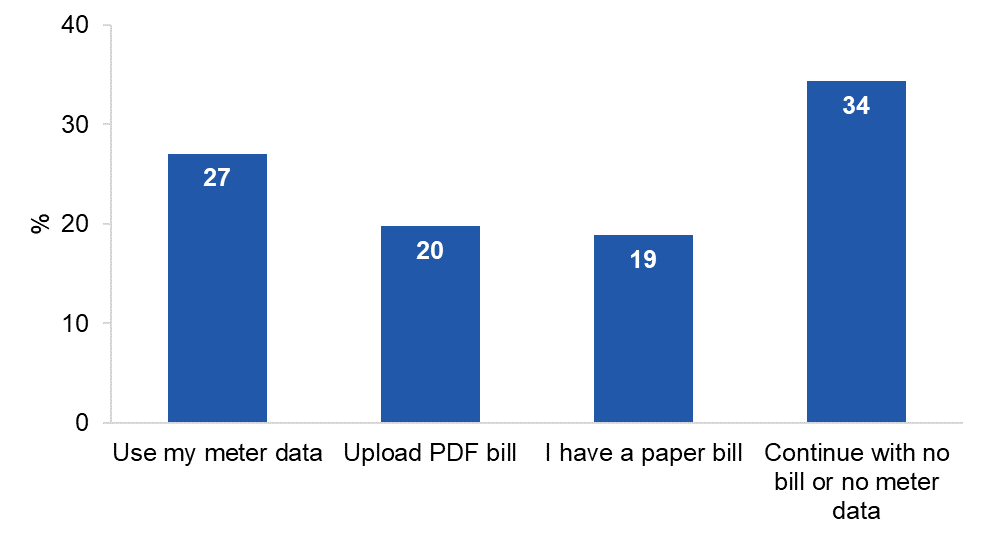 40
30
20
10
0
%
27
20
19
34
Use my meter data
Upload PDF bill
I have a paper bill
Continue with no
bill or no meter
data